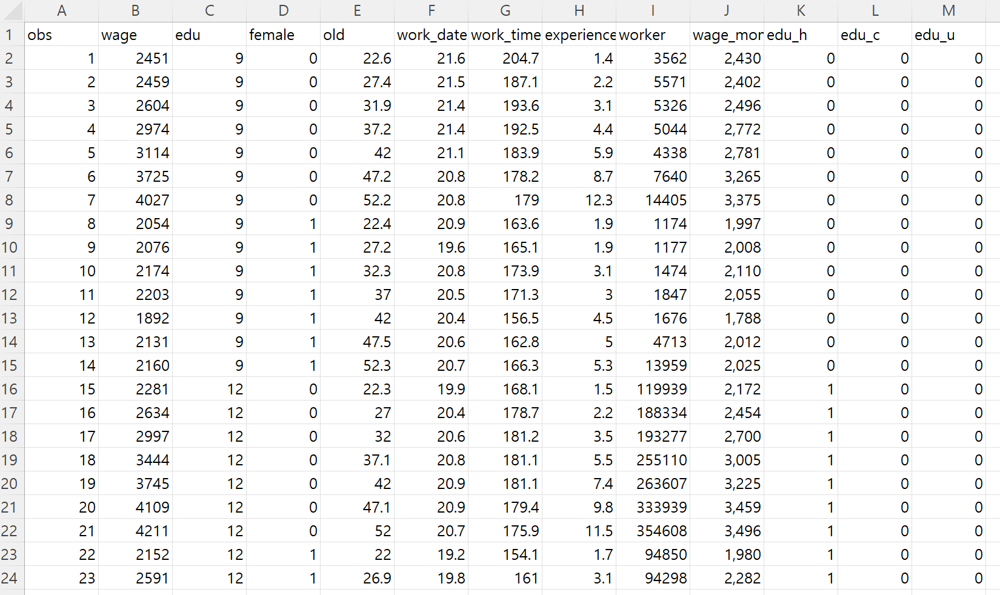 A B C D E F G H I J K L M
1 obs wage edu female old work_date work_time experience worker wage_mor edu_h edu_c edu_u
2 1 2451 9 0 22.6 21.6 204.7 1.4 3562 2,430 0 0 0
3 2 2459 9 0 27.4 21.5 187.1 2.2 5571 2,402 0 0 0
4 3 2604 9 0 31.9 21.4 193.6 3.1 5326 2,496 0 0 0
5 4 2974 9 0 37.2 21.4 192.5 4.4 5044 2,772 0 0 0
6 5 3114 9 0 42 21.1 183.9 5.9 4338 2,781 0 0 0
7 6 3725 9 0 47.2 20.8 178.2 8.7 7640 3,265 0 0 0
8 7 4027 9 0 52.2 20.8 179 12.3 14405 3,375 0 0 0
9 8 2054 9 1 22.4 20.9 163.6 1.9 1174 1,997 0 0 0
10 9 2076 9 1 27.2 19.6 165.1 1.9 1177 2,008 0 0 0
11 10 2174 9 1 32.3 20.8 173.9 3.1 1474 2,110 0 0 0
12 11 2203 9 1 37 20.5 171.3 3 1847 2,055 0 0 0
13 12 1892 9 1 42 20.4 156.5 4.5 1676 1,788 0 0 0
14 13 2131 9 1 47.5 20.6 162.8 5 4713 2,012 0 0 0
15 14 2160 9 1 52.3 20.7 166.3 5.3 13959 2,025 0 0 0
16 15 2281 12 0 22.3 19.9 168.1 1.5 119939 2,172 1 0 0
17 16 2634 12 0 27 20.4 178.7 2.2 188334 2,454 1 0 0
18 17 2997 12 0 32 20.6 181.2 3.5 193277 2,700 1 0 0
19 18 3444 12 0 37.1 20.8 181.1 5.5 255110 3,005 1 0 0
20 19 3745 12 0 42 20.9 181.1 7.4 263607 3,225 1 0 0
21 20 4109 12 0 47.1 20.9 179.4 9.8 333939 3,459 1 0 0
22 21 4211 12 0 52 20.7 175.9 11.5 354608 3,496 1 0 0
23 22 2152 12 1 22 19.2 154.1 1.7 94850 1,980 1 0 0
24 23 2591 12 1 26.9 19.8 161 3.1 94298 2,282 1 0 0